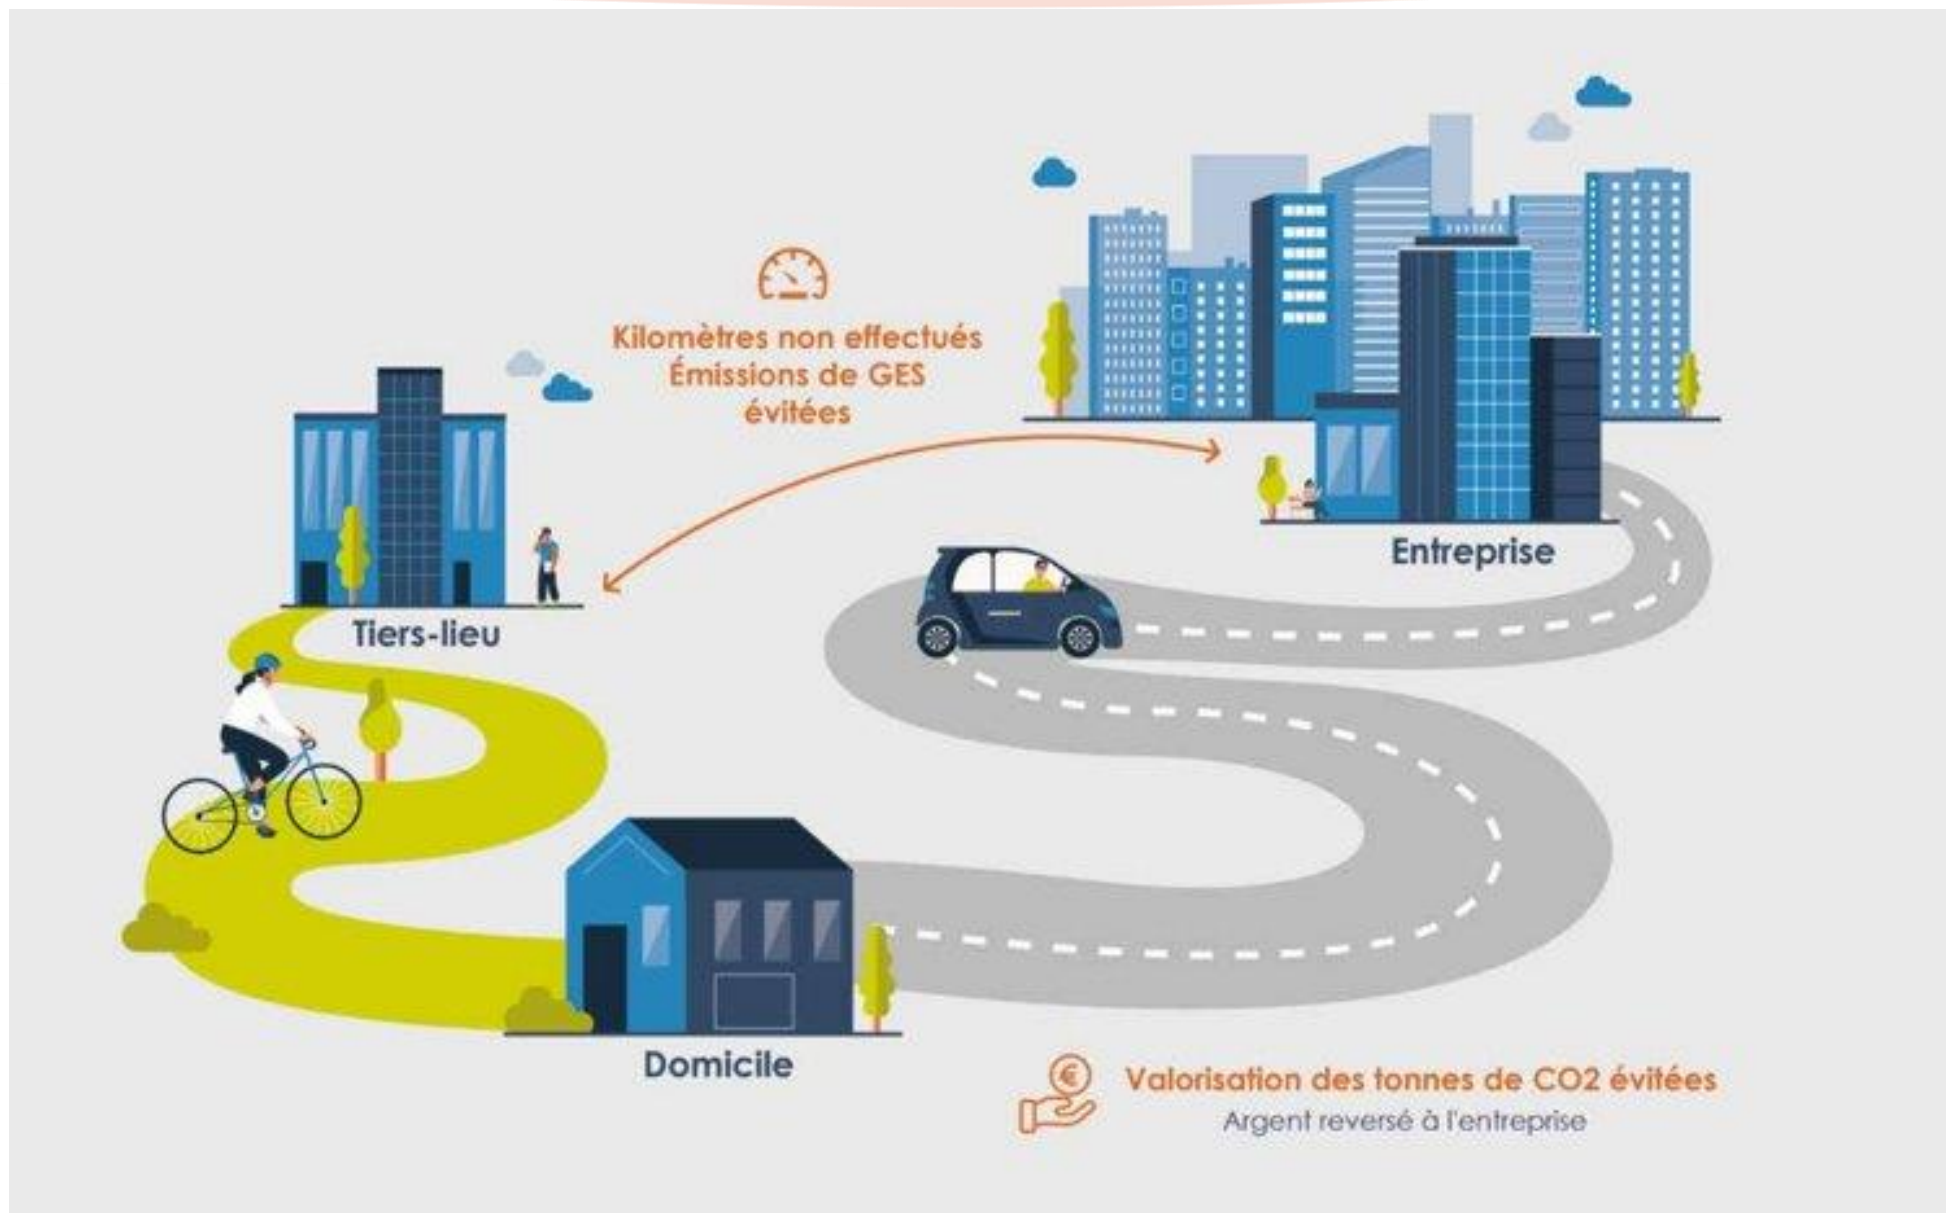 Kilomètres non effectués
Émissions de GES
évitées
Entreprise
Tiers-lieu
Domicile
€
Valorisation des tonnes de CO2 évitées
Argent reversé à l'entreprise